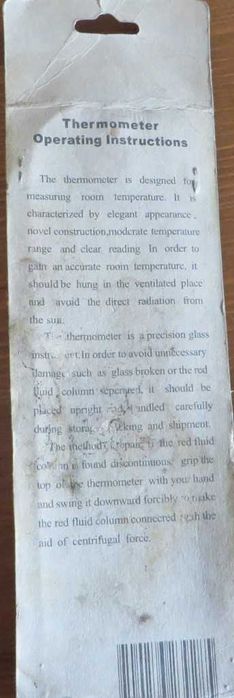 Thermometer
Operating Instructions
The thermometer is designed for
measuring room temperature. It is
characterized by elegant appearance,
novel construction,moderate temperature
range and clear reading In order to
gain an accurate room temperature, it
should be hung in the ventilated place
and avoid the direct radiation from
the sun.
The thermometer is a precision glass
In order to avoid unnecessary
damage such as glass broken or the red
fluid column seperated, it should be
placed upright handled carefully
during packing and shipment.
The method is the red fluid
column is found discontinuous, grip the
top of the thermometer with your hand
and swing it downward forcibly to make
the red fluid column connected the
aid of centrifugal force.